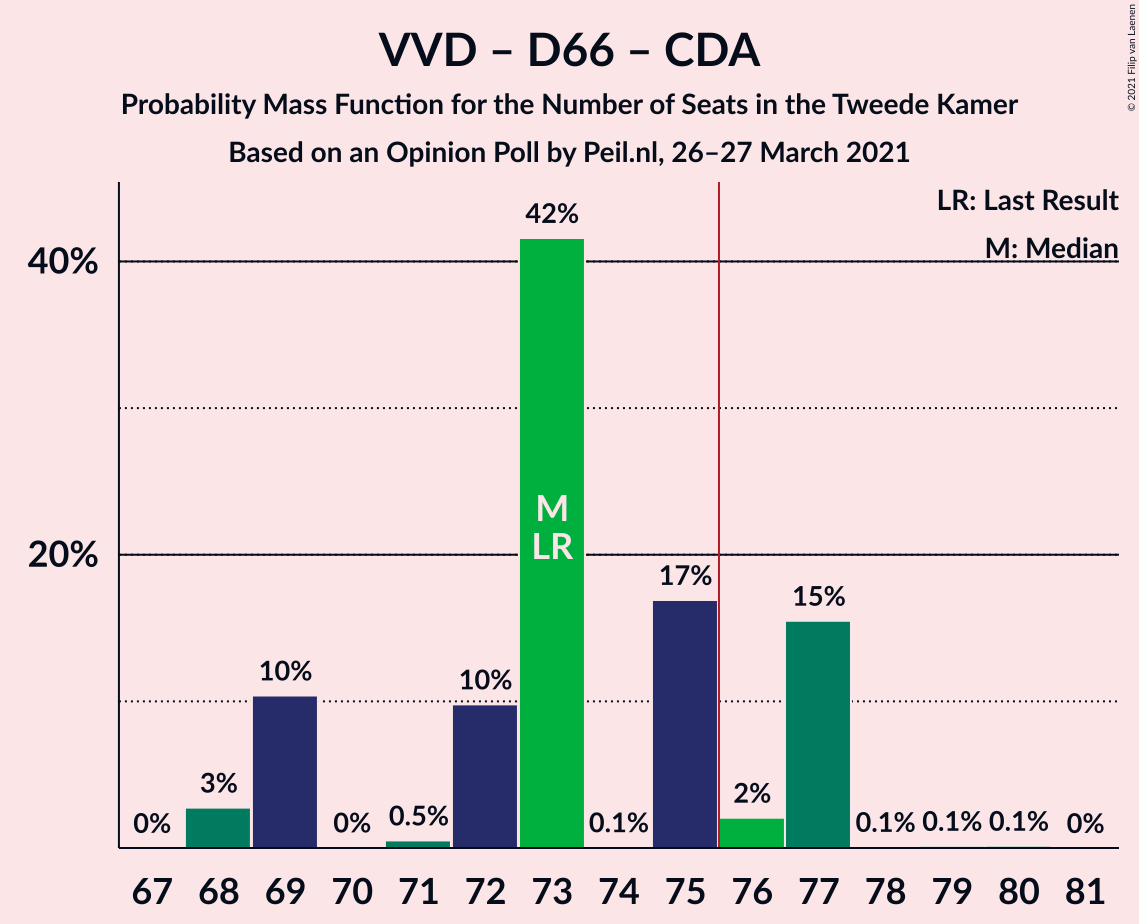 VVD – D66 – CDA
Probability Mass Function for the Number of Seats in the Tweede Kamer
Based on an Opinion Poll by Peil.nl, 26–27 March 2021
© 2021 Filip van Laenen
LR: Last Result
M: Median
40%
20%
0%
3%
10%
0%
0.5%
10%
42%
M
LR
0.1%
17%
2%
15%
0.1%
0.1%
0.1%
0%
67 68 69 70 71 72 73 74 75 76 77 78 79 80 81